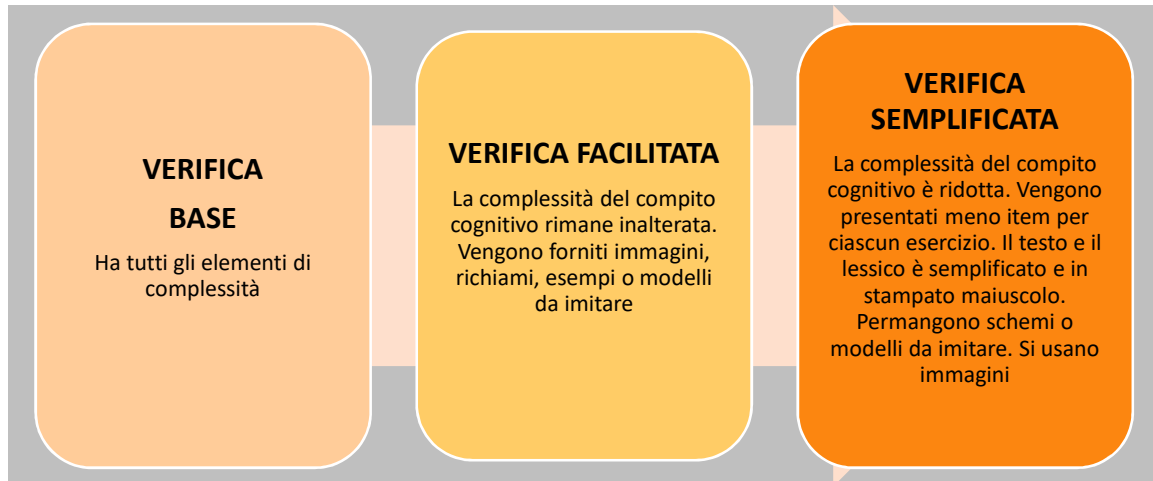 VERIFICA
BASE
Ha tutti gli elementi di
complessità
VERIFICA FACILITATA
La complessità del compito
cognitivo rimane inalterata.
Vengono forniti immagini,
richiami, esempi o modelli
da imitare
VERIFICA
SEMPLIFICATA
La complessità del compito
cognitivo è ridotta. Vengono
presentati meno item per
ciascun esercizio. Il testo e il
lessico è semplificato e in
stampato maiuscolo.
Permangono schemi o
modelli da imitare. Si usano
immagini